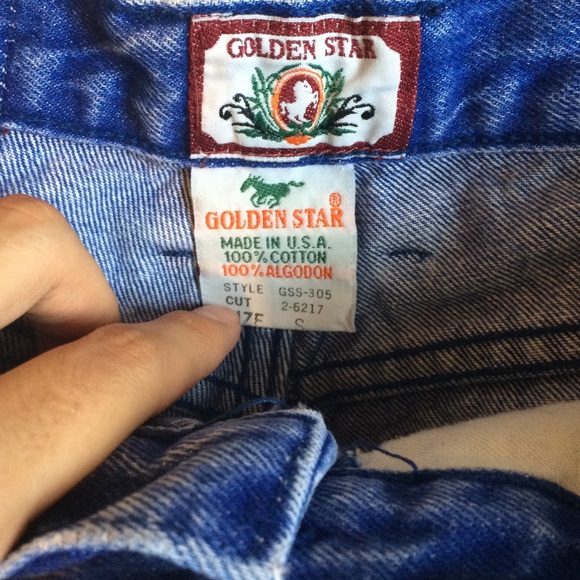 GOLDEN STAR
GOLDEN STAR®
MADE IN U.S.A.
100% COTTON
100% ALGODON
STYLE GSS-305
CUT 2-6217